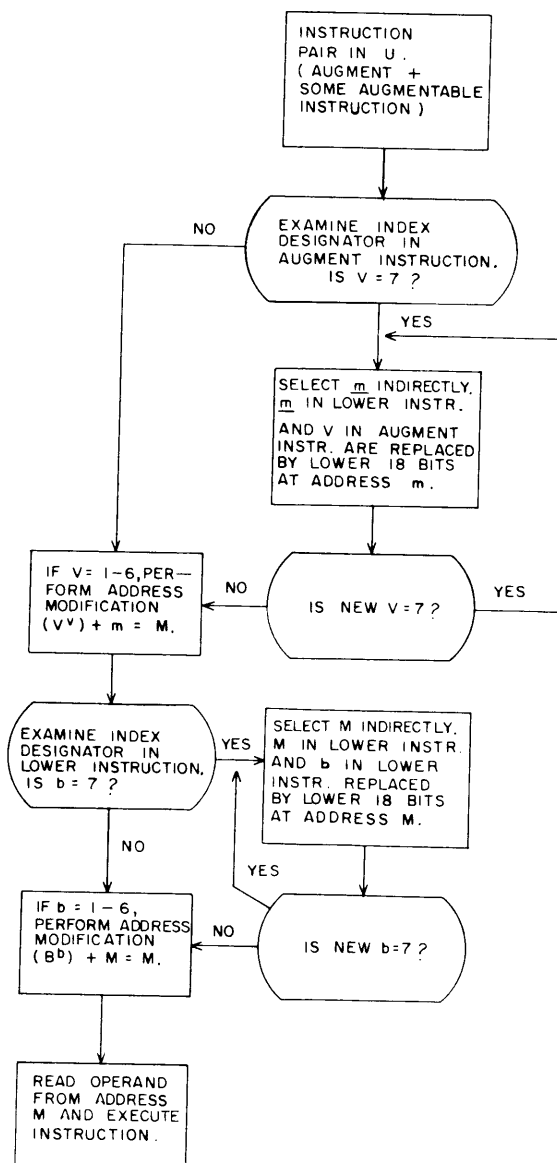 INSTRUCTION
PAIR IN U.
(AUGMENT +
SOME AUGMENTABLE
INSTRUCTION)
NO
EXAMINE INDEX
DESIGNATOR IN
AUGMENT INSTRUCTION.
IS V = 7 ?
YES
SELECT m INDIRECTLY.
m IN LOWER INSTR.
AND V IN AUGMENT
INSTR. ARE REPLACED
BY LOWER 18 BITS
AT ADDRESS m.
IF V = 1-6, PER-
FORM ADDRESS
MODIFICATION
(Vᵛ) + m = M.
NO
IS NEW V = 7 ?
YES
EXAMINE INDEX
DESIGNATOR IN
LOWER INSTRUCTION.
IS b = 7 ?
YES
SELECT M INDIRECTLY.
M IN LOWER INSTR.
AND b IN LOWER
INSTR. REPLACED
BY LOWER 18 BITS
AT ADDRESS M.
NO
YES
IF b = 1-6,
PERFORM ADDRESS
MODIFICATION
(Bᵇ) + M = M.
NO
IS NEW b = 7 ?
READ OPERAND
FROM ADDRESS
M AND EXECUTE
INSTRUCTION.